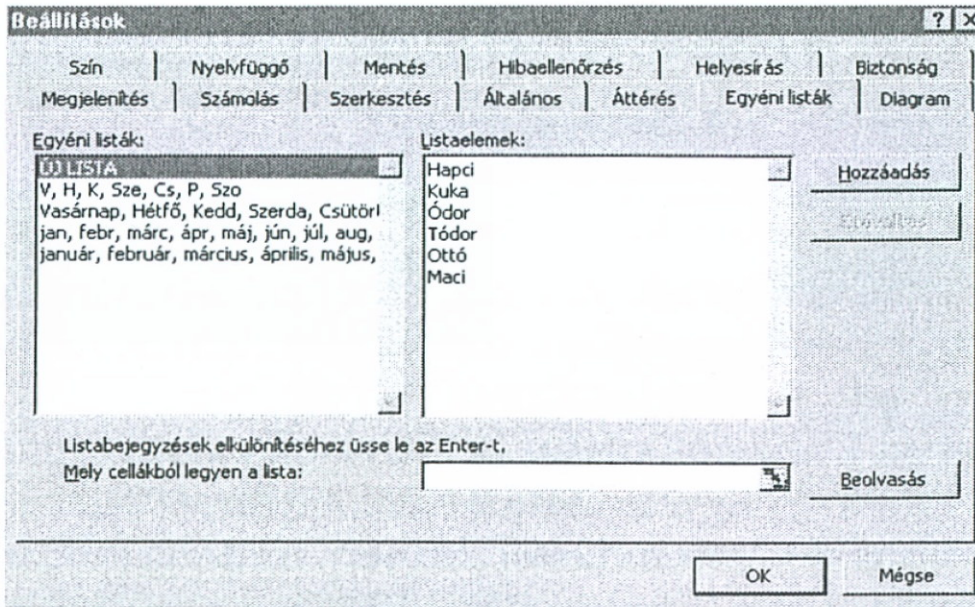 Beállítások
Szín Nyelvfüggő Mentés Hibaellenőrzés Helyesírás Biztonság
Megjelenítés Számolás Szerkesztés Általános Áttérés Egyéni listák Diagram
Egyéni listák:
ÚJ LISTA
V, H, K, Sze, Cs, P, Szo
Vasárnap, Hétfő, Kedd, Szerda, Csütörl
jan, febr, márc, ápr, máj, jún, júl, aug,
január, február, március, április, május,
Listaelemek:
Hapci
Kuka
Ódor
Tódor
Ottó
Maci
Hozzáadás
Eltávolítás
Listabejegyzések elkülönítéséhez üsse le az Enter-t.
Mely cellákból legyen a lista:
Beolvasás
OK Mégse